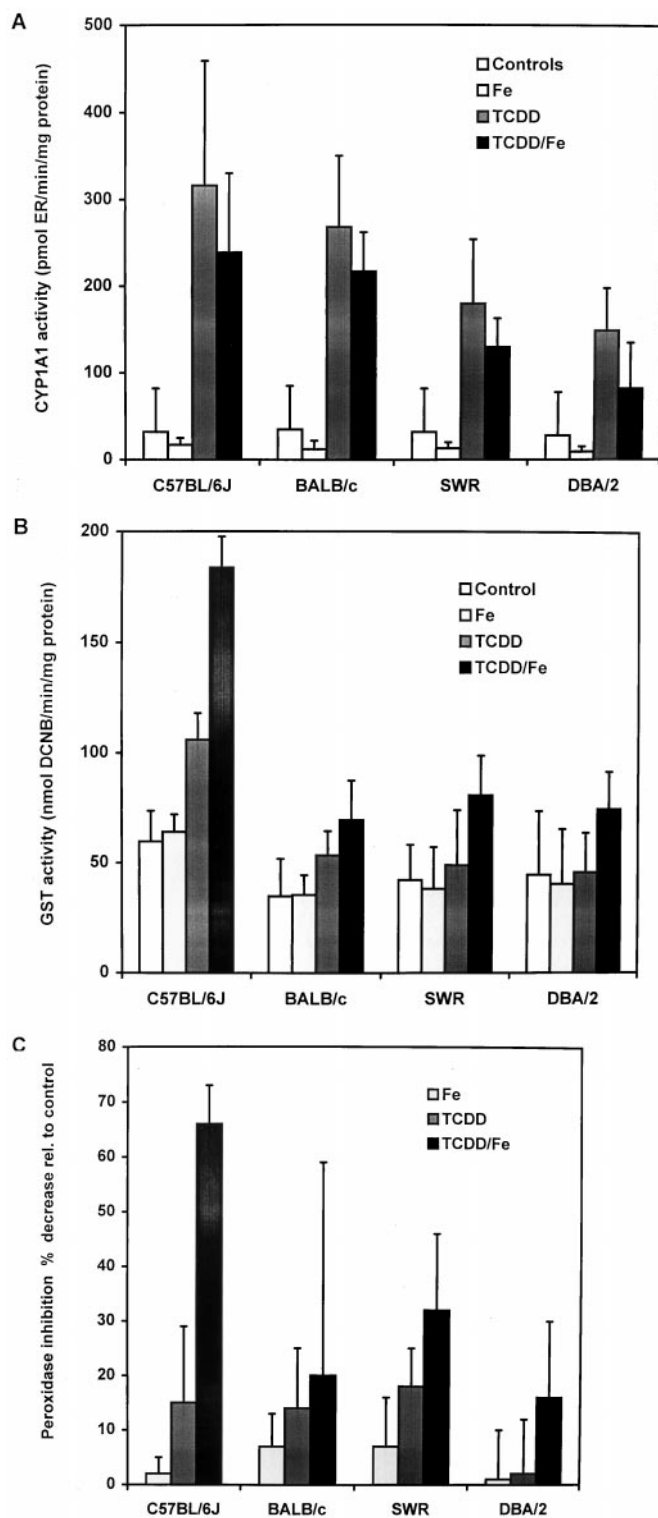 A
500
400
300
200
100
0
CYP1A1 activity (pmol ER/min/mg protein)
Controls
Fe
TCDD
TCDD/Fe
C57BL/6J BALB/c SWR DBA/2
B
200
150
100
50
0
GST activity (nmol DCNB/min/mg protein)
Control
Fe
TCDD
TCDD/Fe
C57BL/6J BALB/c SWR DBA/2
C
80
70
60
50
40
30
20
10
0
Peroxidase inhibition % decrease rel. to control
Fe
TCDD
TCDD/Fe
C57BL/6J BALB/c SWR DBA/2